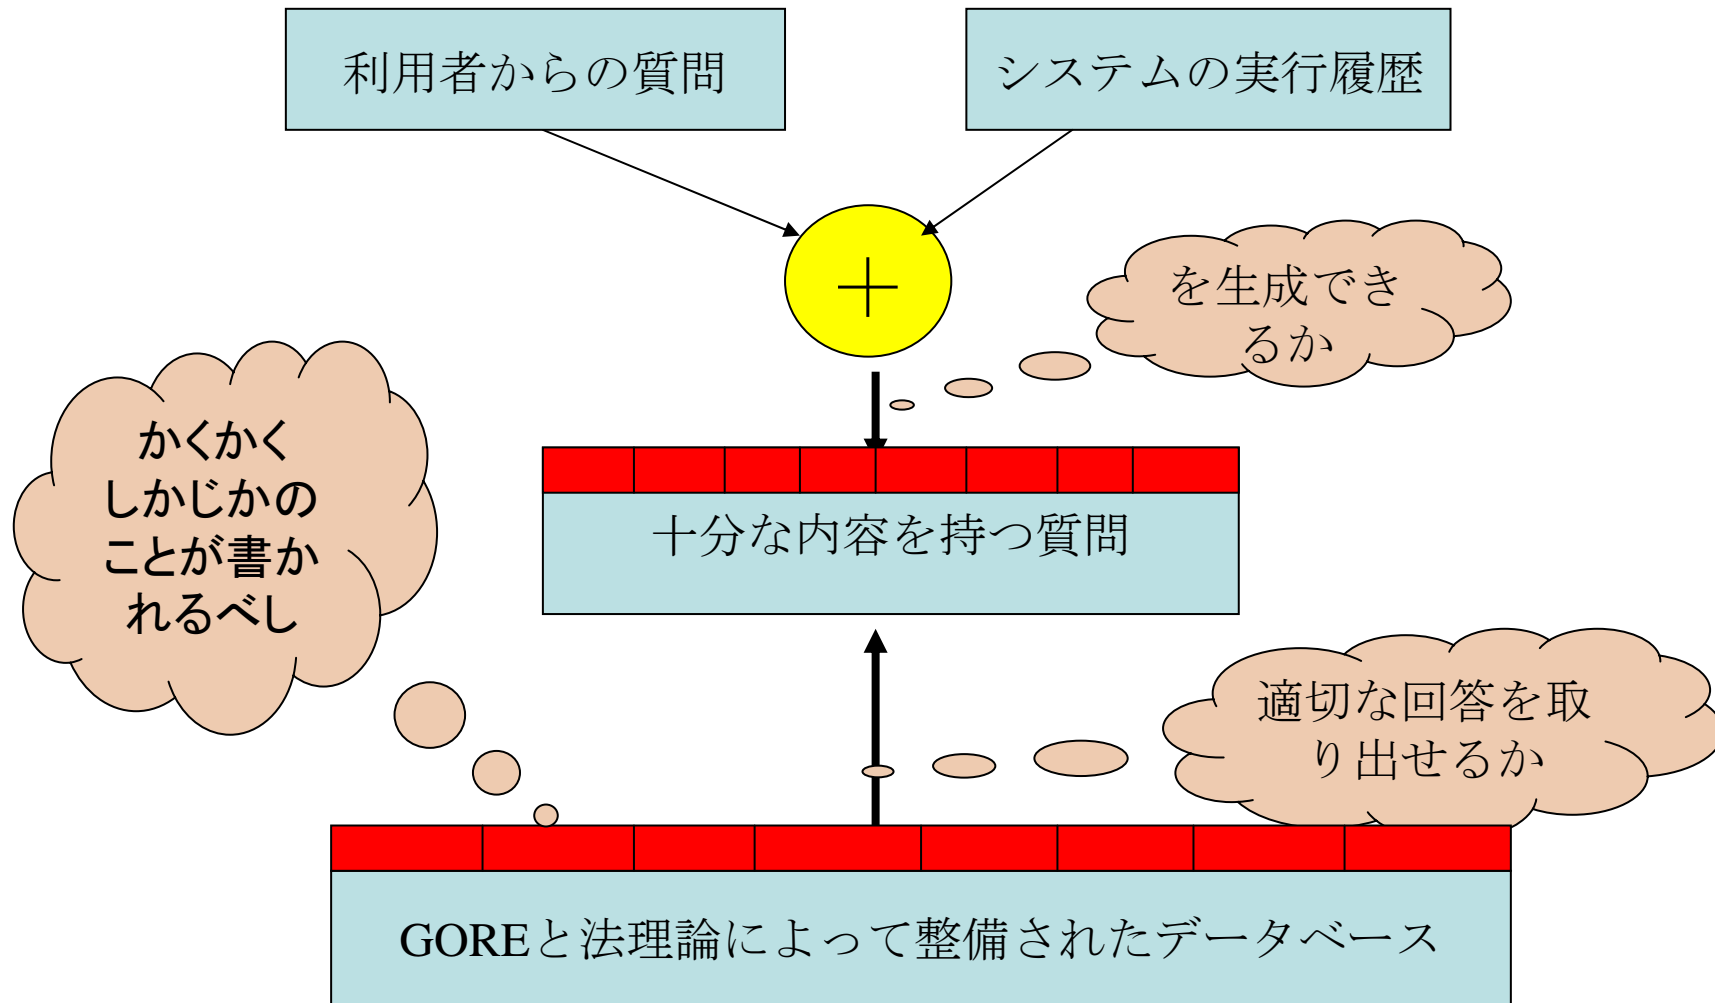 利用者からの質問
システムの実行履歴
＋
を生成でき
るか
かくかく
しかじかの
ことが書か
れるべし
十分な内容を持つ質問
適切な回答を取
り出せるか
GOREと法理論によって整備されたデータベース